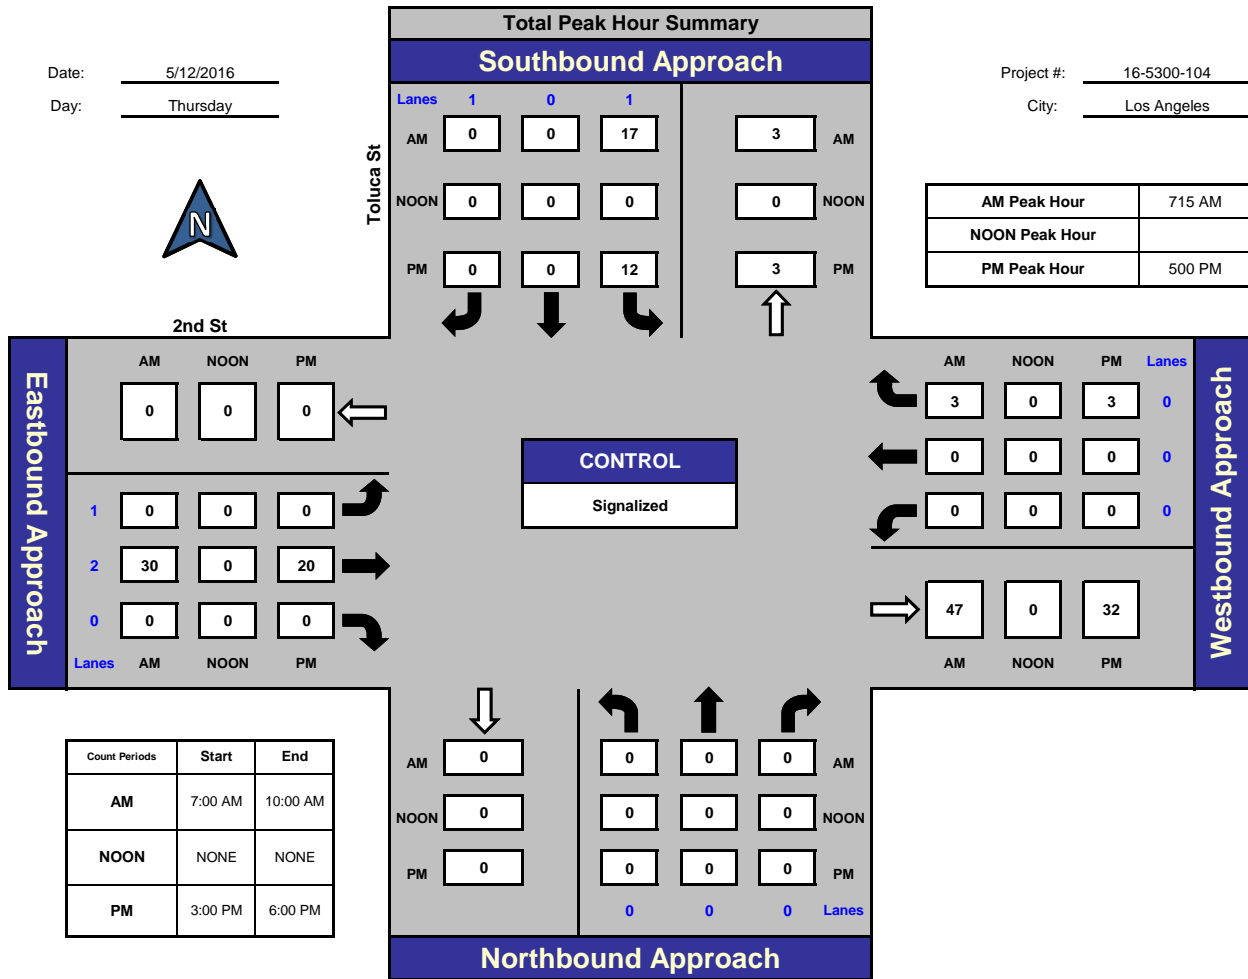 Total Peak Hour Summary
Southbound Approach
Date: 5/12/2016
Day: Thursday
Project #: 16-5300-104
City: Los Angeles
Lanes 1 0 1
AM 0 0 17 3 AM
NOON 0 0 0 0 NOON
PM 0 0 12 3 PM
Toluca St
N
AM Peak Hour 715 AM
NOON Peak Hour
PM Peak Hour 500 PM
2nd St
Eastbound Approach
AM NOON PM
0 0 0
1 0 0 0
2 30 0 20
0 0 0 0
Lanes AM NOON PM
CONTROL
Signalized
AM NOON PM Lanes
3 0 3 0
0 0 0 0
0 0 0 0
47 0 32
AM NOON PM
Westbound Approach
Count Periods Start End
AM 7:00 AM 10:00 AM
NOON NONE NONE
PM 3:00 PM 6:00 PM
AM 0 0 0 0 AM
NOON 0 0 0 0 NOON
PM 0 0 0 0 PM
0 0 0 Lanes
Northbound Approach